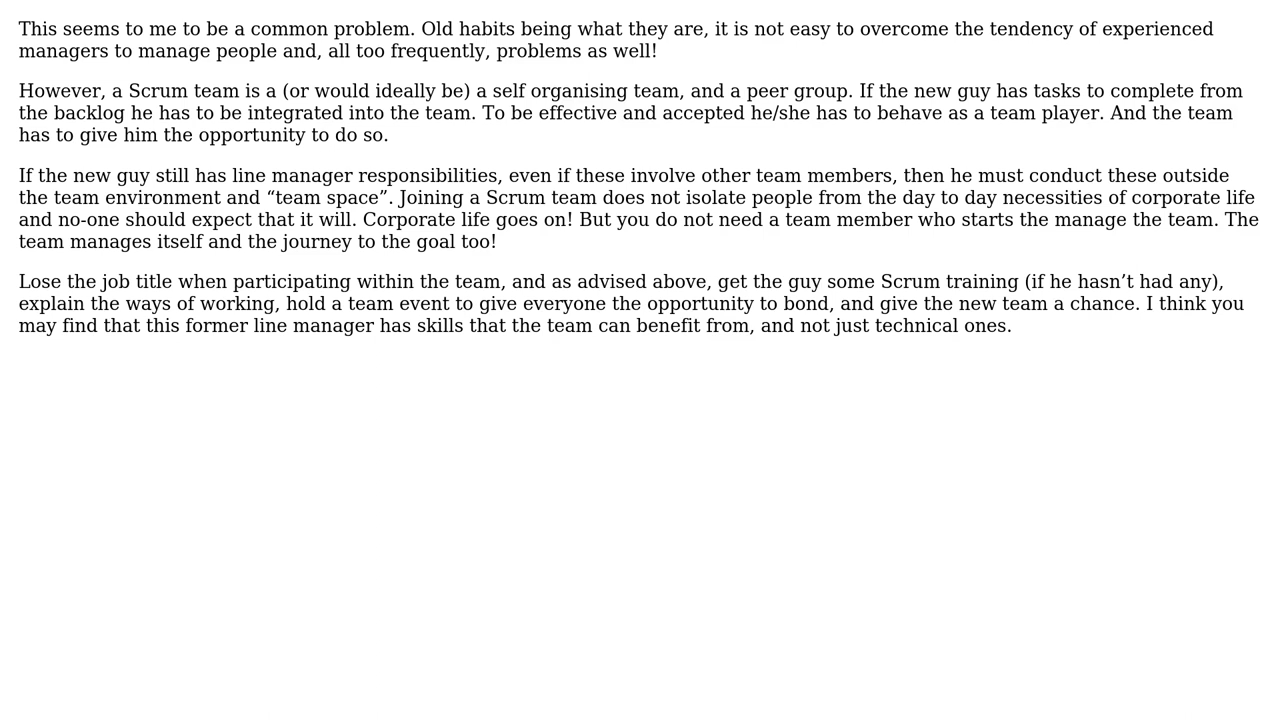 This seems to me to be a common problem. Old habits being what they are, it is not easy to overcome the tendency of experienced
managers to manage people and, all too frequently, problems as well!
However, a Scrum team is a (or would ideally be) a self organising team, and a peer group. If the new guy has tasks to complete from
the backlog he has to be integrated into the team. To be effective and accepted he/she has to behave as a team player. And the team
has to give him the opportunity to do so.
If the new guy still has line manager responsibilities, even if these involve other team members, then he must conduct these outside
the team environment and “team space”. Joining a Scrum team does not isolate people from the day to day necessities of corporate life
and no-one should expect that it will. Corporate life goes on! But you do not need a team member who starts the manage the team. The
team manages itself and the journey to the goal too!
Lose the job title when participating within the team, and as advised above, get the guy some Scrum training (if he hasn’t had any),
explain the ways of working, hold a team event to give everyone the opportunity to bond, and give the new team a chance. I think you
may find that this former line manager has skills that the team can benefit from, and not just technical ones.